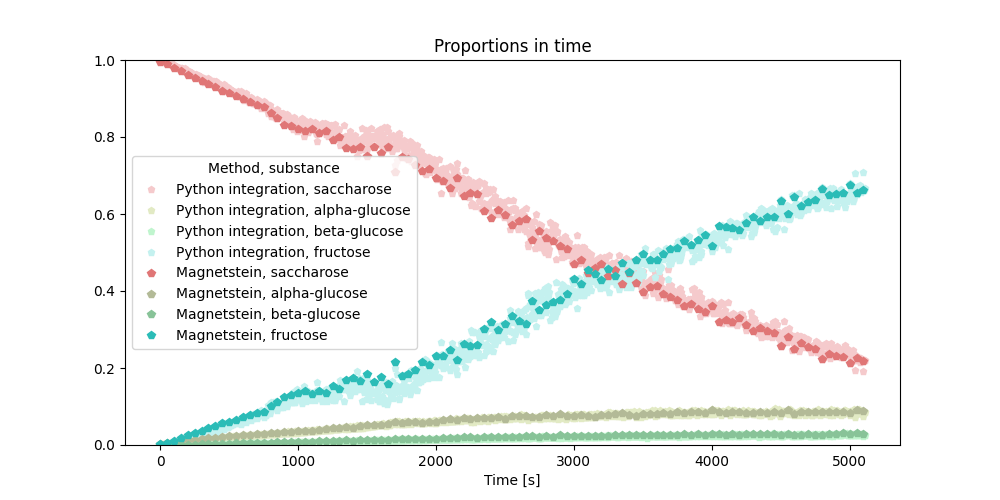 Proportions in time
1.0
0.8
0.6
0.4
0.2
0.0
Method, substance
Python integration, saccharose
Python integration, alpha-glucose
Python integration, beta-glucose
Python integration, fructose
Magnetstein, saccharose
Magnetstein, alpha-glucose
Magnetstein, beta-glucose
Magnetstein, fructose
0 1000 2000 3000 4000 5000
Time [s]